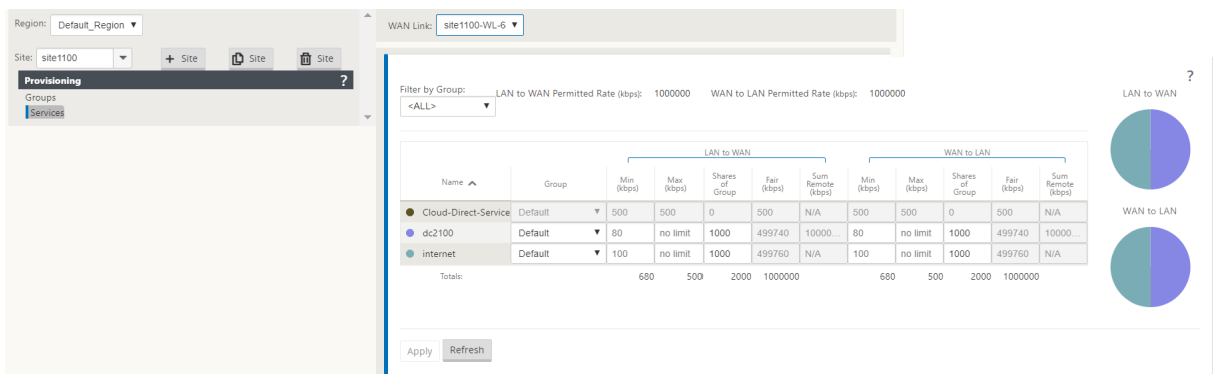 Region: Default_Region
WAN Link: site1100-WL-6
Site: site1100 + Site Site Site
Provisioning ?
Groups
Services
?
Filter by Group:
<ALL>
LAN to WAN Permitted Rate (kbps): 1000000 WAN to LAN Permitted Rate (kbps): 1000000
LAN to WAN
WAN to LAN
LAN to WAN WAN to LAN
Name Group Min (kbps) Max (kbps) Shares of Group Fair (kbps) Sum Remote (kbps) Min (kbps) Max (kbps) Shares of Group Fair (kbps) Sum Remote (kbps)
Cloud-Direct-Service Default 500 500 0 500 N/A 500 500 0 500 N/A
dc2100 Default 80 no limit 1000 499740 10000... 80 no limit 1000 499740 10000...
internet Default 100 no limit 1000 499760 N/A 100 no limit 1000 499760 N/A
Totals: 680 500 2000 1000000 680 500 2000 1000000
Apply Refresh